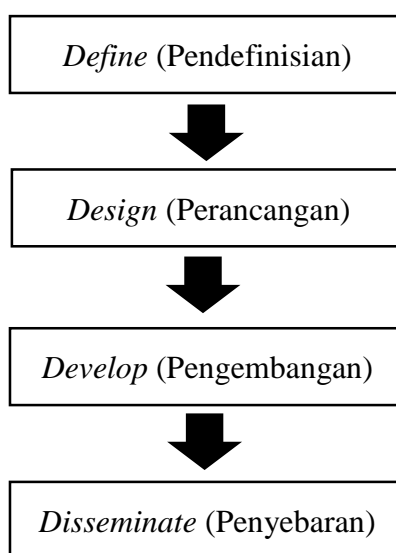 Define (Pendefinisian)
Design (Perancangan)
Develop (Pengembangan)
Disseminate (Penyebaran)